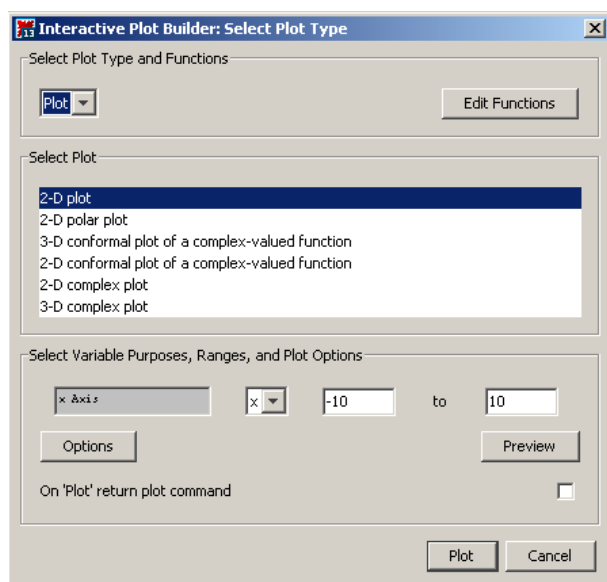 13 Interactive Plot Builder: Select Plot Type
Select Plot Type and Functions
Plot
Edit Functions
Select Plot
2-D plot
2-D polar plot
3-D conformal plot of a complex-valued function
2-D conformal plot of a complex-valued function
2-D complex plot
3-D complex plot
Select Variable Purposes, Ranges, and Plot Options
x Axis x -10 to 10
Options Preview
On 'Plot' return plot command
Plot Cancel